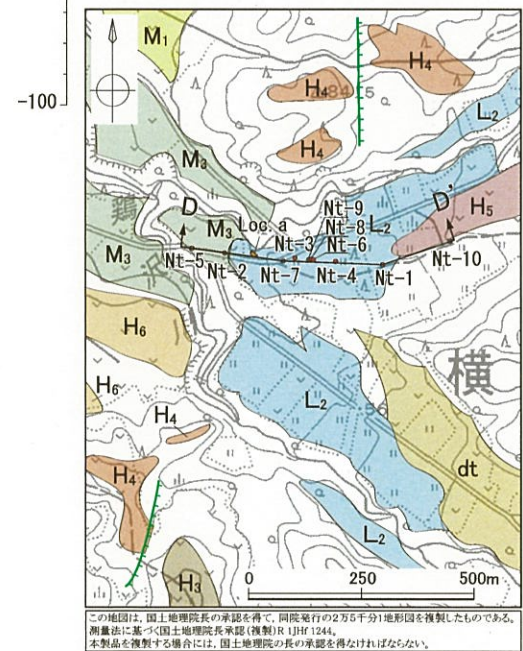 -100
M₁
H₄
H₄
2 84.5
H₄
L₂
M₃
D
M₃
Loc. a
Nt-9
Nt-8
Nt-6
L₂
D'
H₅
鶏
沢
M₃
Nt-5
Nt-2
Nt-3
Nt-7
Nt-4
Nt-1
Nt-10
H₆
H₆
H₄
H₄
L₂
横
dt
L₂
H₃
0 250 500m
この地図は、国土地理院長の承認を得て、同院発行の2万5千分1地形図を複製したものである。
測量法に基づく国土地理院長承認(複製)R 1JHf 1244。
本製品を複製する場合には、国土地理院の長の承認を得なければならない。